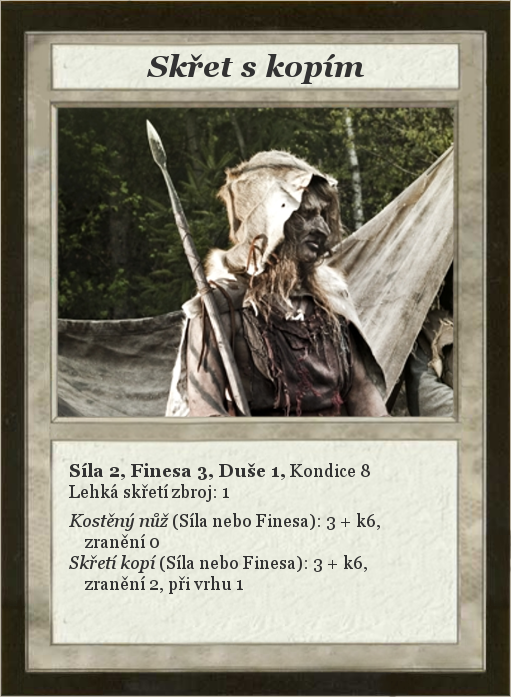 Skřet s kopím
Síla 2, Finesa 3, Duše 1, Kondice 8
Lehká skřetí zbroj: 1
Kostěný nůž (Síla nebo Finesa): 3 + k6,
zranění 0
Skřetí kopí (Síla nebo Finesa): 3 + k6,
zranění 2, při vrhu 1